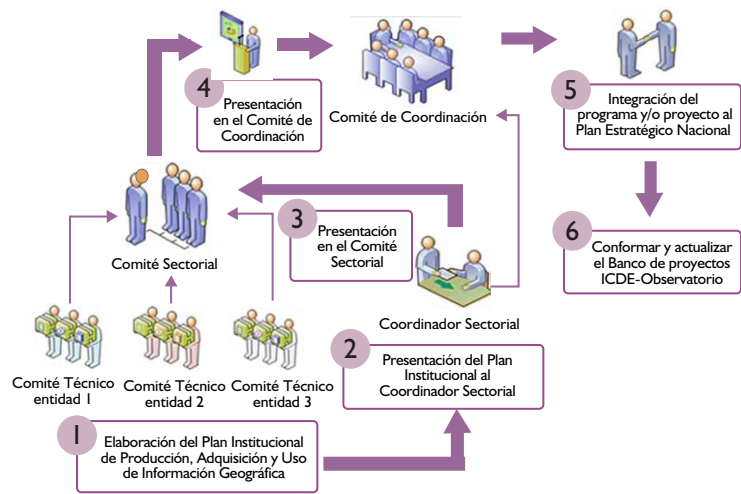 4
Presentación
en el Comité de
Coordinación
Comité de Coordinación
5
Integración del
programa y/o proyecto al
Plan Estratégico Nacional
3
Presentación
en el Comité
Sectorial
6
Conformar y actualizar
el Banco de proyectos
ICDE-Observatorio
Comité Sectorial
Coordinador Sectorial
2
Presentación del Plan
Institucional al
Coordinador Sectorial
Comité Técnico
entidad 1
Comité Técnico
entidad 2
Comité Técnico
entidad 3
1
Elaboración del Plan Institucional
de Producción, Adquisición y Uso
de Información Geográfica